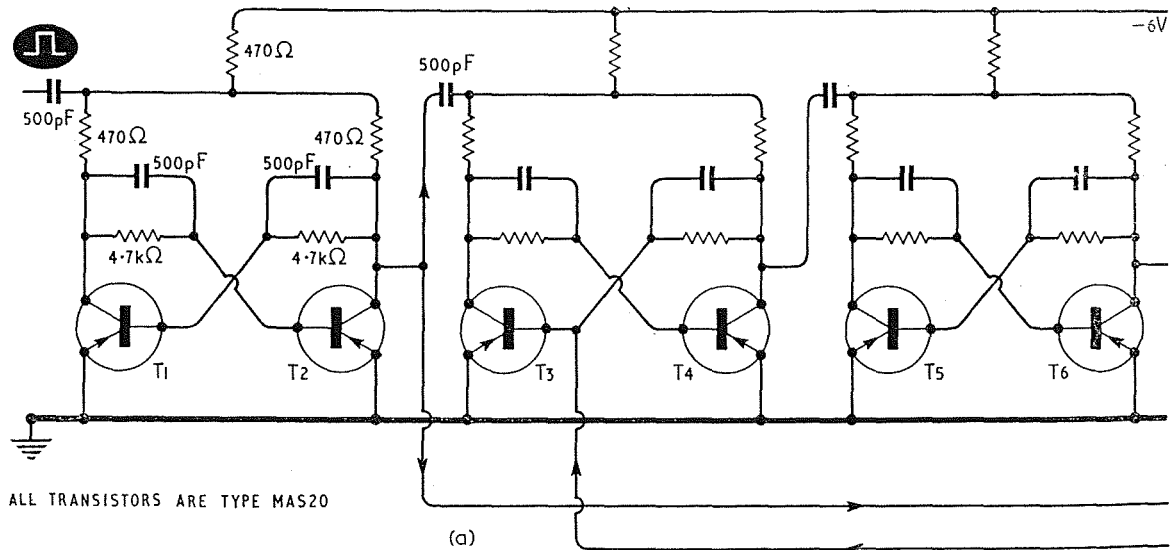 -6V
470Ω
500pF
500pF
470Ω
470Ω
500pF
500pF
4·7kΩ
4·7kΩ
T1
T2
T3
T4
T5
T6
ALL TRANSISTORS ARE TYPE MAS20
(a)